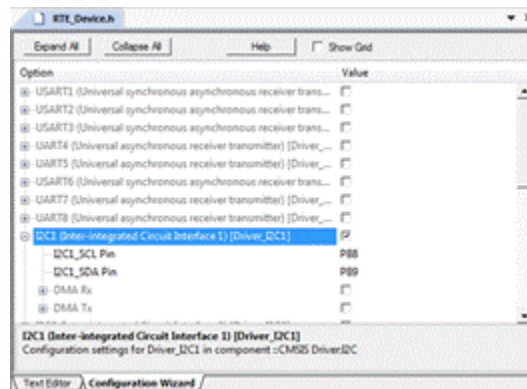 RTE_Device.h
Expand All Collapse All Help Show Grid
Option Value
USART1 (Universal synchronous asynchronous receiver trans...
USART2 (Universal synchronous asynchronous receiver trans...
USART3 (Universal synchronous asynchronous receiver trans...
UART4 (Universal asynchronous receiver transmitter) [Driver_...
UART5 (Universal asynchronous receiver transmitter) [Driver_...
USART6 (Universal synchronous asynchronous receiver trans...
UART7 (Universal asynchronous receiver transmitter) [Driver_...
UART8 (Universal asynchronous receiver transmitter) [Driver_...
I2C1 (Inter-integrated Circuit Interface 1) [Driver_I2C1]
I2C1_SCL Pin PB8
I2C1_SDA Pin PB9
DMA Rx
DMA Tx
I2C1 (Inter-integrated Circuit Interface 1) [Driver_I2C1]
Configuration settings for Driver_I2C1 in component ::CMSIS Driver:I2C
Text Editor Configuration Wizard